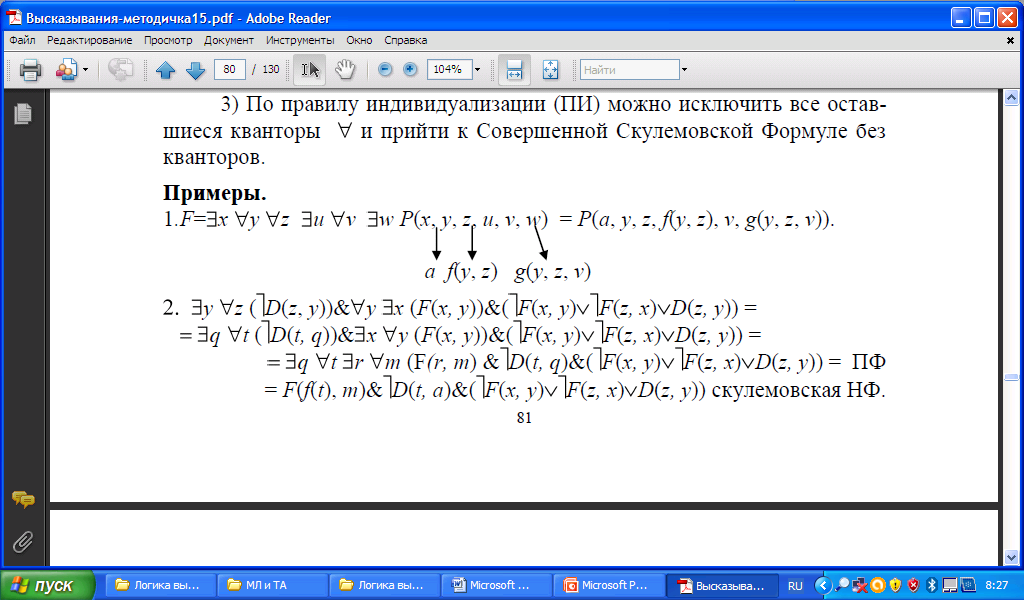 Высказывания-методичка15.pdf - Adobe Reader
Файл Редактирование Просмотр Документ Инструменты Окно Справка
80 / 130 104% Найти
3) По правилу индивидуализации (ПИ) можно исключить все остав-
шиеся кванторы ∀ и прийти к Совершенной Скулемовской Формуле без
кванторов.
Примеры.
1.F=∃x ∀y ∀z ∃u ∀v ∃w P(x, y, z, u, v, w) = P(a, y, z, f(y, z), v, g(y, z, v)).
a f(y, z) g(y, z, v)
2. ∃y ∀z (⏋D(z, y))&∀y ∃x (F(x, y))&(⏋F(x, y)∨⏋F(z, x)∨D(z, y)) =
= ∃q ∀t (⏋D(t, q))&∃x ∀y (F(x, y))&(⏋F(x, y)∨⏋F(z, x)∨D(z, y)) =
= ∃q ∀t ∃r ∀m (F(r, m) &⏋D(t, q)&(⏋F(x, y)∨⏋F(z, x)∨D(z, y)) = ПФ
= F(f(t), m)&⏋D(t, a)&(⏋F(x, y)∨⏋F(z, x)∨D(z, y)) скулемовская НФ.
81
пуск Логика вы... МЛ и ТА Логика вы... Microsoft ... Microsoft P... Высказыва... RU 8:27